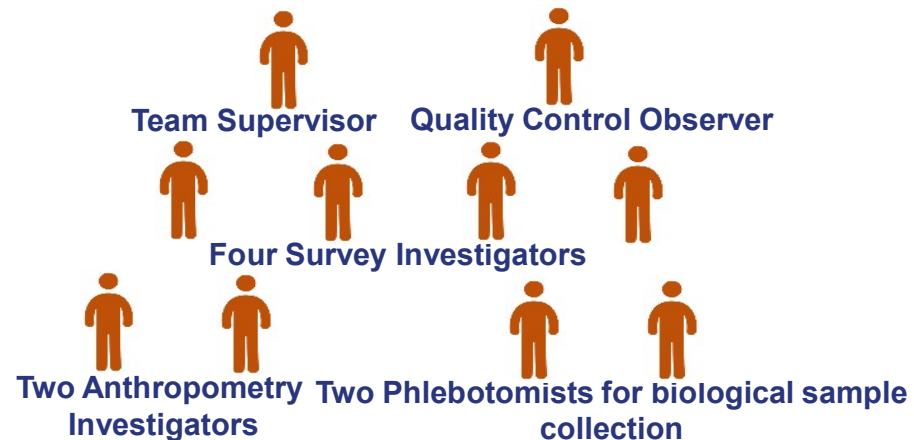 Team Supervisor
Quality Control Observer
Four Survey Investigators
Two Anthropometry
Investigators
Two Phlebotomists for biological sample
collection